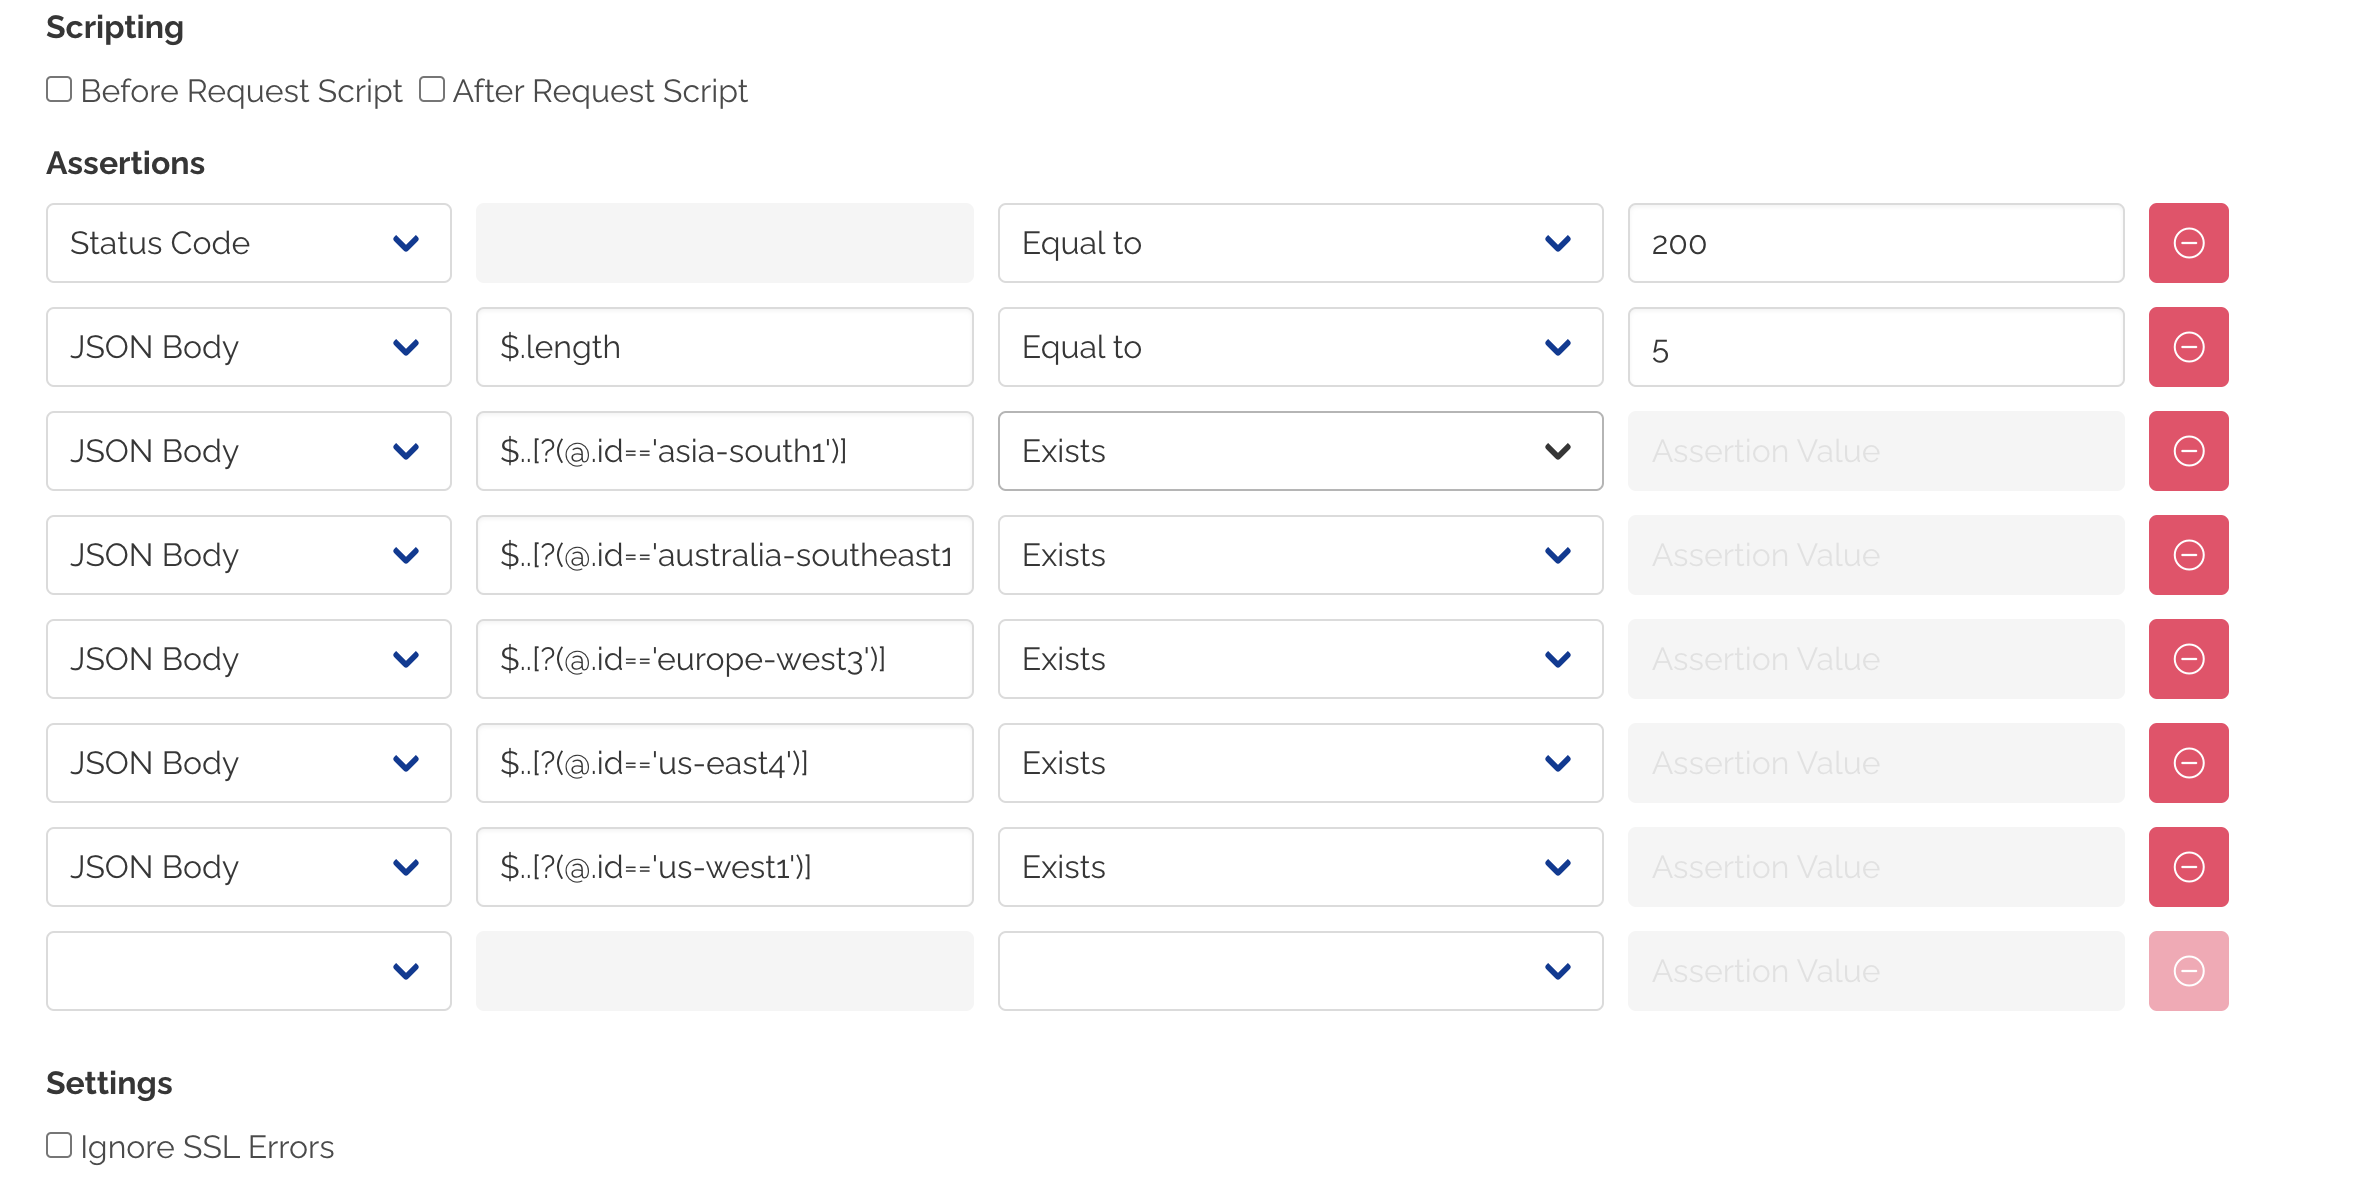 Scripting
Before Request Script After Request Script
Assertions
Status Code Equal to 200
JSON Body $.length Equal to 5
JSON Body $..[?(@.id=='asia-south1')] Exists Assertion Value
JSON Body $..[?(@.id=='australia-southeast1 Exists Assertion Value
JSON Body $..[?(@.id=='europe-west3')] Exists Assertion Value
JSON Body $..[?(@.id=='us-east4')] Exists Assertion Value
JSON Body $..[?(@.id=='us-west1')] Exists Assertion Value
Assertion Value
Settings
Ignore SSL Errors